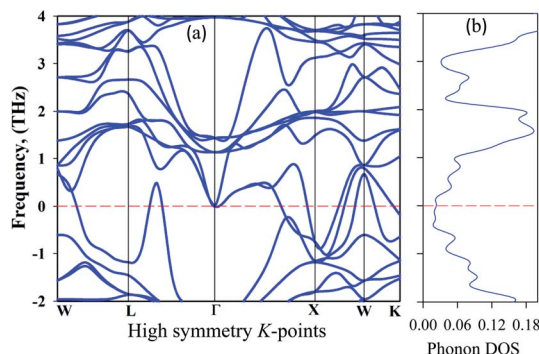 (a)
(b)
Frequency, (THz)
4
3
2
1
0
-1
-2
W L Γ X W K
High symmetry K-points
0.00 0.06 0.12 0.18
Phonon DOS